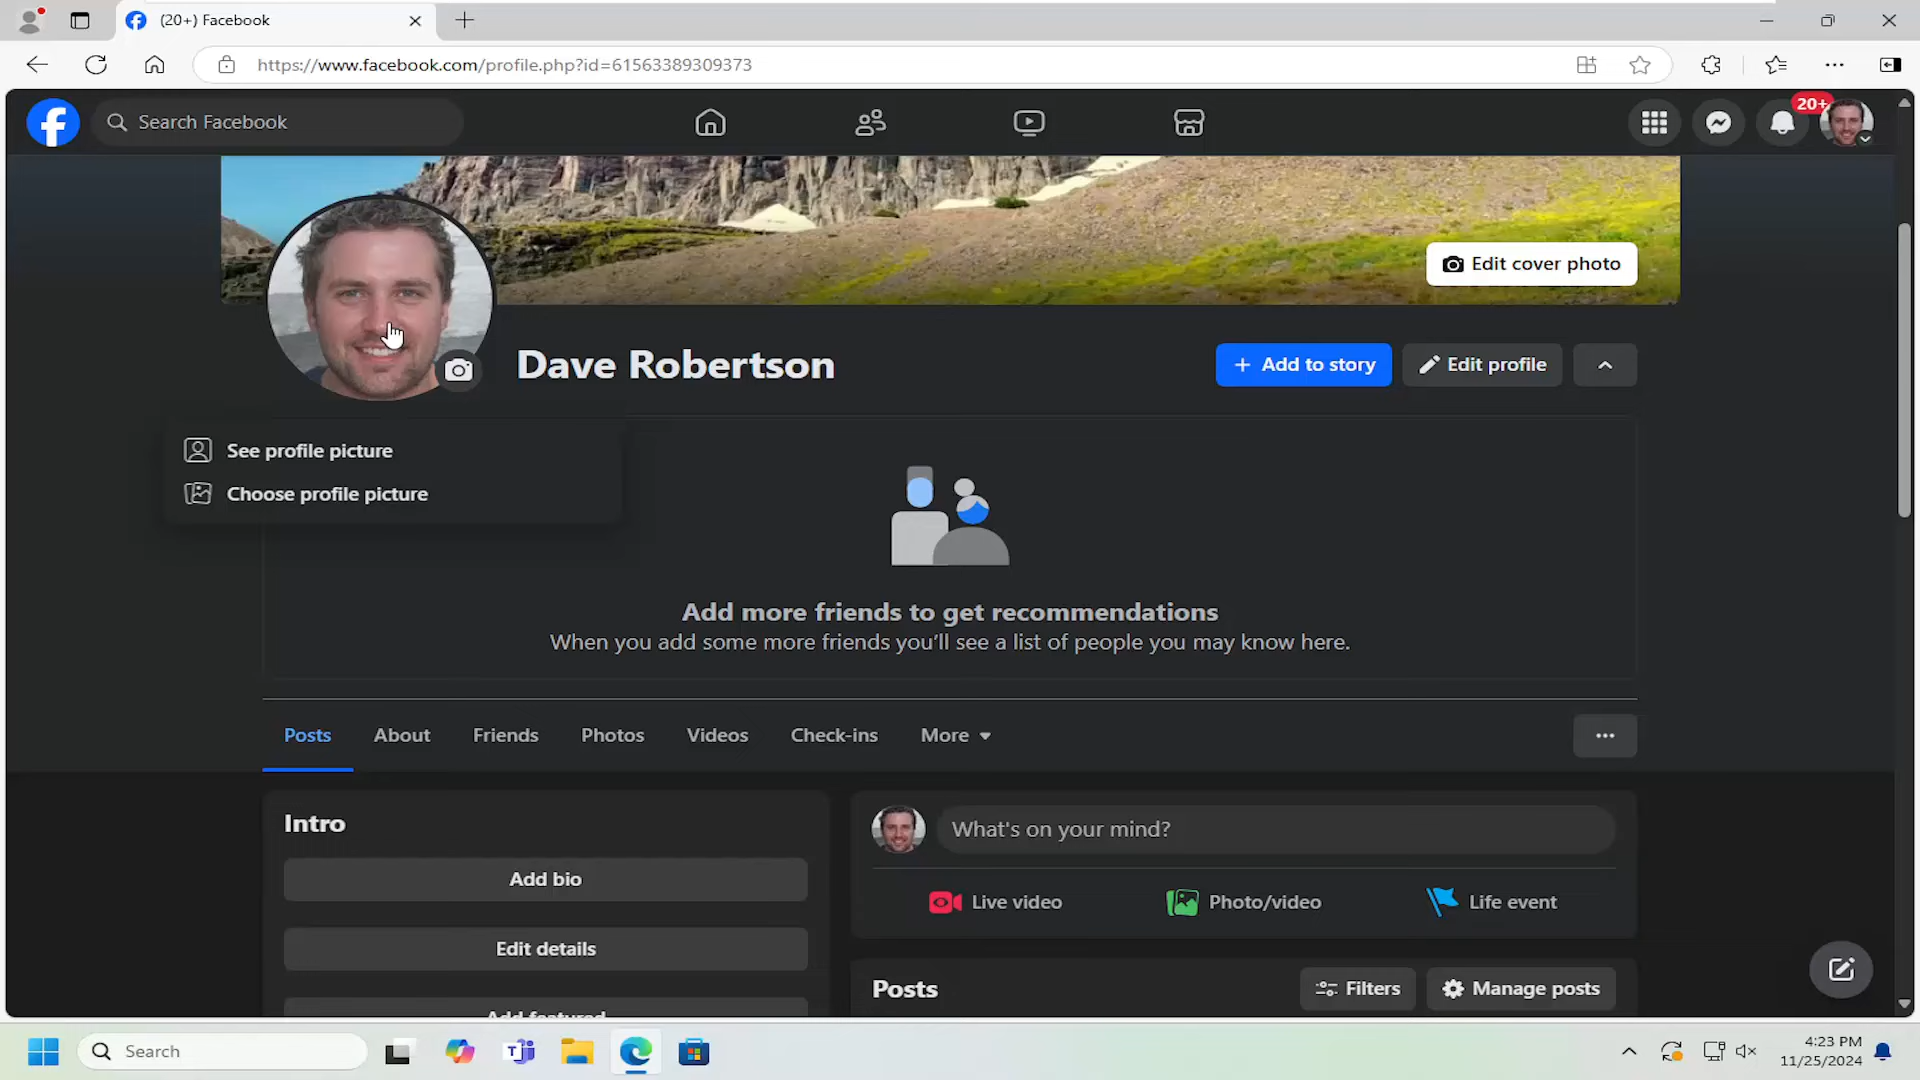 (20+) Facebook
https://www.facebook.com/profile.php?id=61563389309373
Search Facebook
20+
Edit cover photo
Dave Robertson
Add to story
Edit profile
See profile picture
Choose profile picture
Add more friends to get recommendations
When you add some more friends you'll see a list of people you may know here.
Posts About Friends Photos Videos Check-ins More
Intro
Add bio
Edit details
Add featured
What's on your mind?
Live video Photo/video Life event
Posts
Filters
Manage posts
Search
4:23 PM
11/25/2024